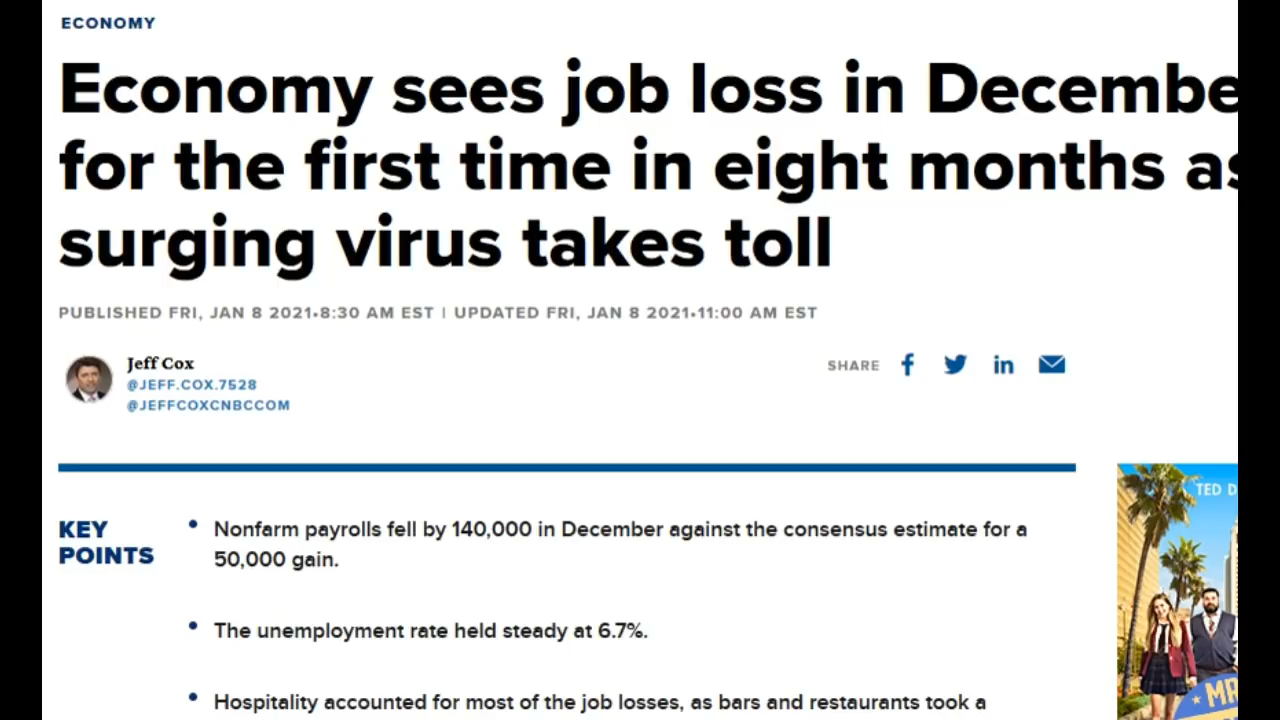 ECONOMY
Economy sees job loss in Decembe
for the first time in eight months as
surging virus takes toll
PUBLISHED FRI, JAN 8 2021•8:30 AM EST | UPDATED FRI, JAN 8 2021•11:00 AM EST
Jeff Cox
@JEFF.COX.7528
@JEFFCOXCNBCCOM
SHARE
KEY
POINTS
• Nonfarm payrolls fell by 140,000 in December against the consensus estimate for a
50,000 gain.
• The unemployment rate held steady at 6.7%.
• Hospitality accounted for most of the job losses, as bars and restaurants took a
TED D